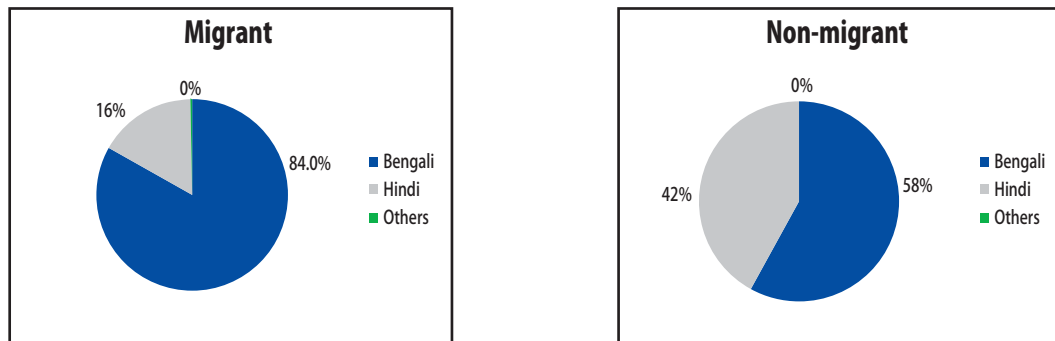 Migrant
0%
16%
84.0%
Bengali
Hindi
Others
Non-migrant
0%
42%
58%
Bengali
Hindi
Others